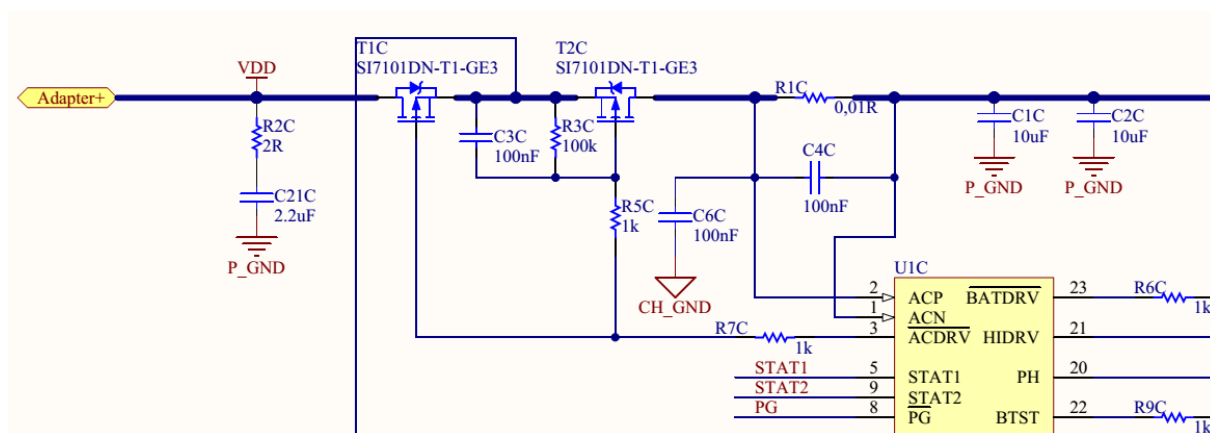 T1C
SI7101DN-T1-GE3
T2C
SI7101DN-T1-GE3
VDD
Adapter+
R1C
0,01R
R2C
2R
C3C
100nF
R3C
100k
C1C
10uF
C2C
10uF
C4C
100nF
P_GND
P_GND
C21C
2.2uF
R5C
1k
C6C
100nF
P_GND
CH_GND
U1C
2
ACP
BATDRV
23
R6C
1k
1
ACN
R7C
1k
3
ACDRV
HIDRV
21
STAT1
5
STAT1
PH
20
STAT2
9
STAT2
PG
8
PG
BTST
22
R9C
1k